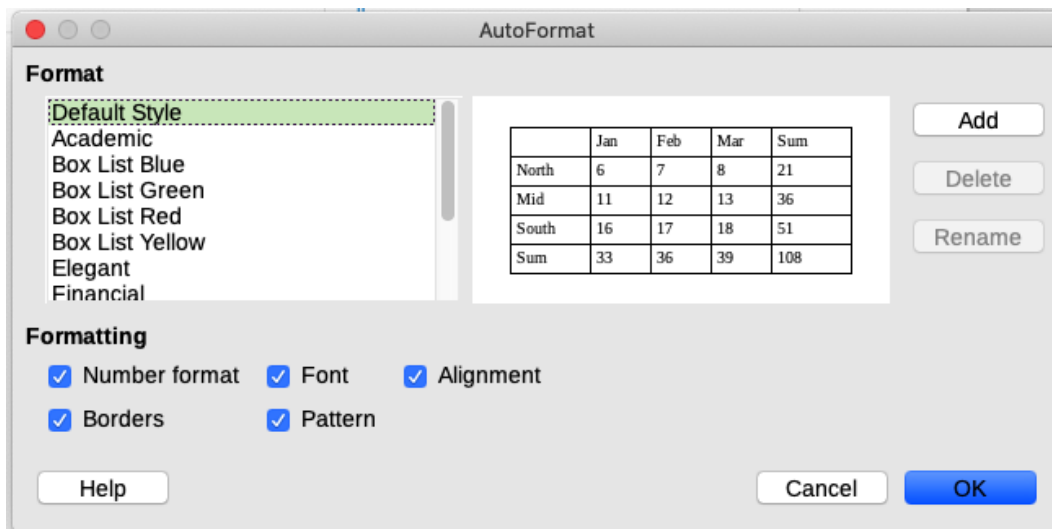 AutoFormat
Format
Default Style
Academic
Box List Blue
Box List Green
Box List Red
Box List Yellow
Elegant
Financial
Jan Feb Mar Sum
North 6 7 8 21
Mid 11 12 13 36
South 16 17 18 51
Sum 33 36 39 108
Add
Delete
Rename
Formatting
Number format Font Alignment
Borders Pattern
Help Cancel OK